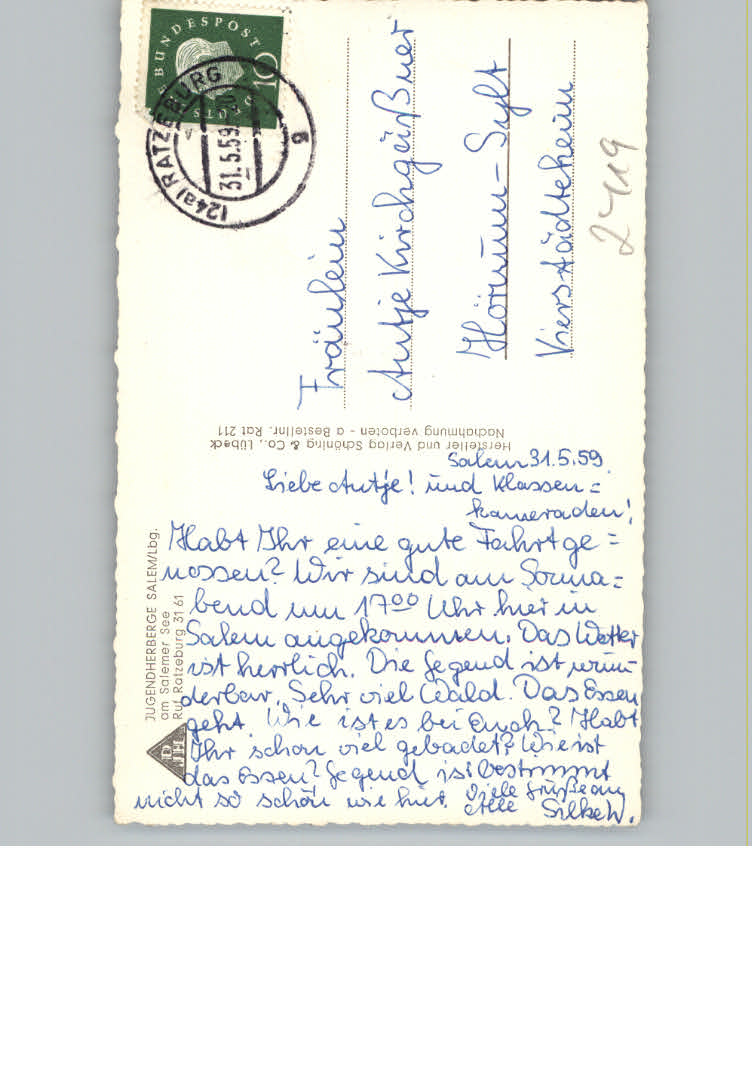 BUNDESPOST
(24a) RATZEBURG
31.5.59
g
Fräulein
Antje Kirchgäßner
Hörnum-Sylt
Vierstädteheim
2419
Hersteller und Verlag Schöning & Co., Lübeck
Nachahmung verboten - a Bestellnr. Rat 211
JUGENDHERBERGE SALEM/Lbg.
am Salemer See
Ruf Ratzeburg 31 61
DJH
Salem 31.5.59.
Liebe Antje! und Klassen=
kameraden!
Habt Ihr eine gute Fahrt ge=
nossen? Wir sind am Sonna=
bend um 17⁰⁰ Uhr hier in
Salem angekommen. Das Wetter
ist herrlich. Die Gegend ist wun
derbar. Sehr viel Wald. Das Essen
geht. Wie ist es bei Euch? Habt
Ihr schon viel gebadet? Wie ist
das Essen? Gegend ist bestimmt
nicht so schön wie hier. Viele Grüße an
Alle Silke W.